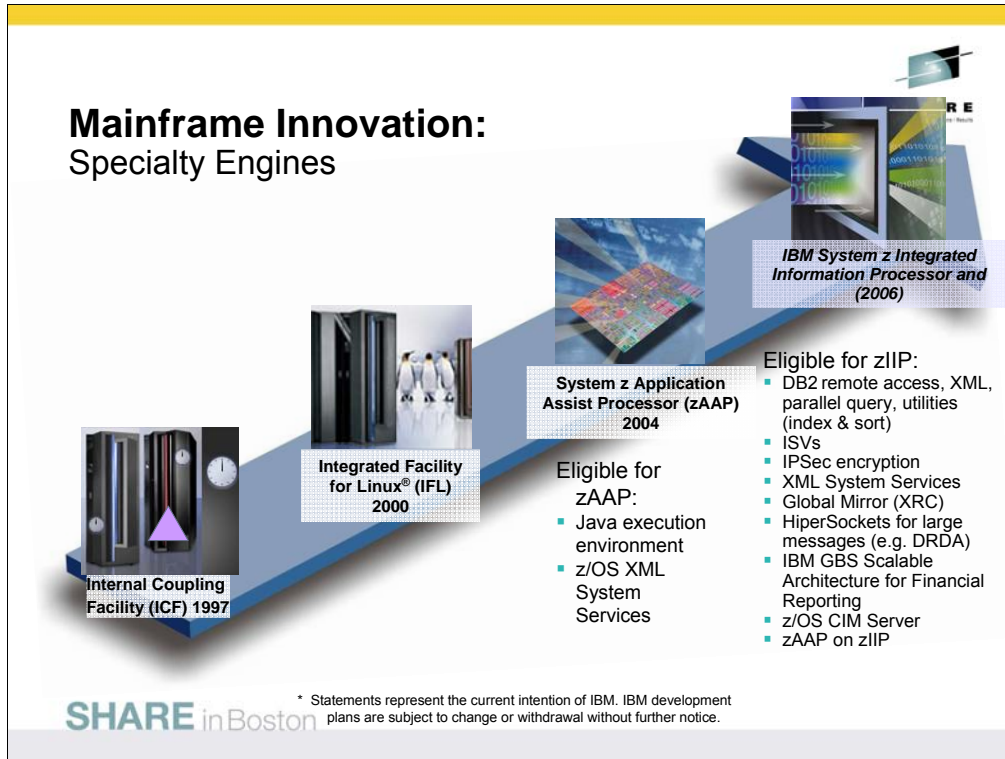 Mainframe Innovation:
Specialty Engines
R E
Internal Coupling
Facility (ICF) 1997
Integrated Facility
for Linux® (IFL)
2000
System z Application
Assist Processor (zAAP)
2004
Eligible for
zAAP:
▪ Java execution
environment
▪ z/OS XML
System
Services
IBM System z Integrated
Information Processor and
(2006)
Eligible for zIIP:
▪ DB2 remote access, XML,
parallel query, utilities
(index & sort)
▪ ISVs
▪ IPSec encryption
▪ XML System Services
▪ Global Mirror (XRC)
▪ HiperSockets for large
messages (e.g. DRDA)
▪ IBM GBS Scalable
Architecture for Financial
Reporting
▪ z/OS CIM Server
▪ zAAP on zIIP
* Statements represent the current intention of IBM. IBM development
plans are subject to change or withdrawal without further notice.
SHARE in Boston